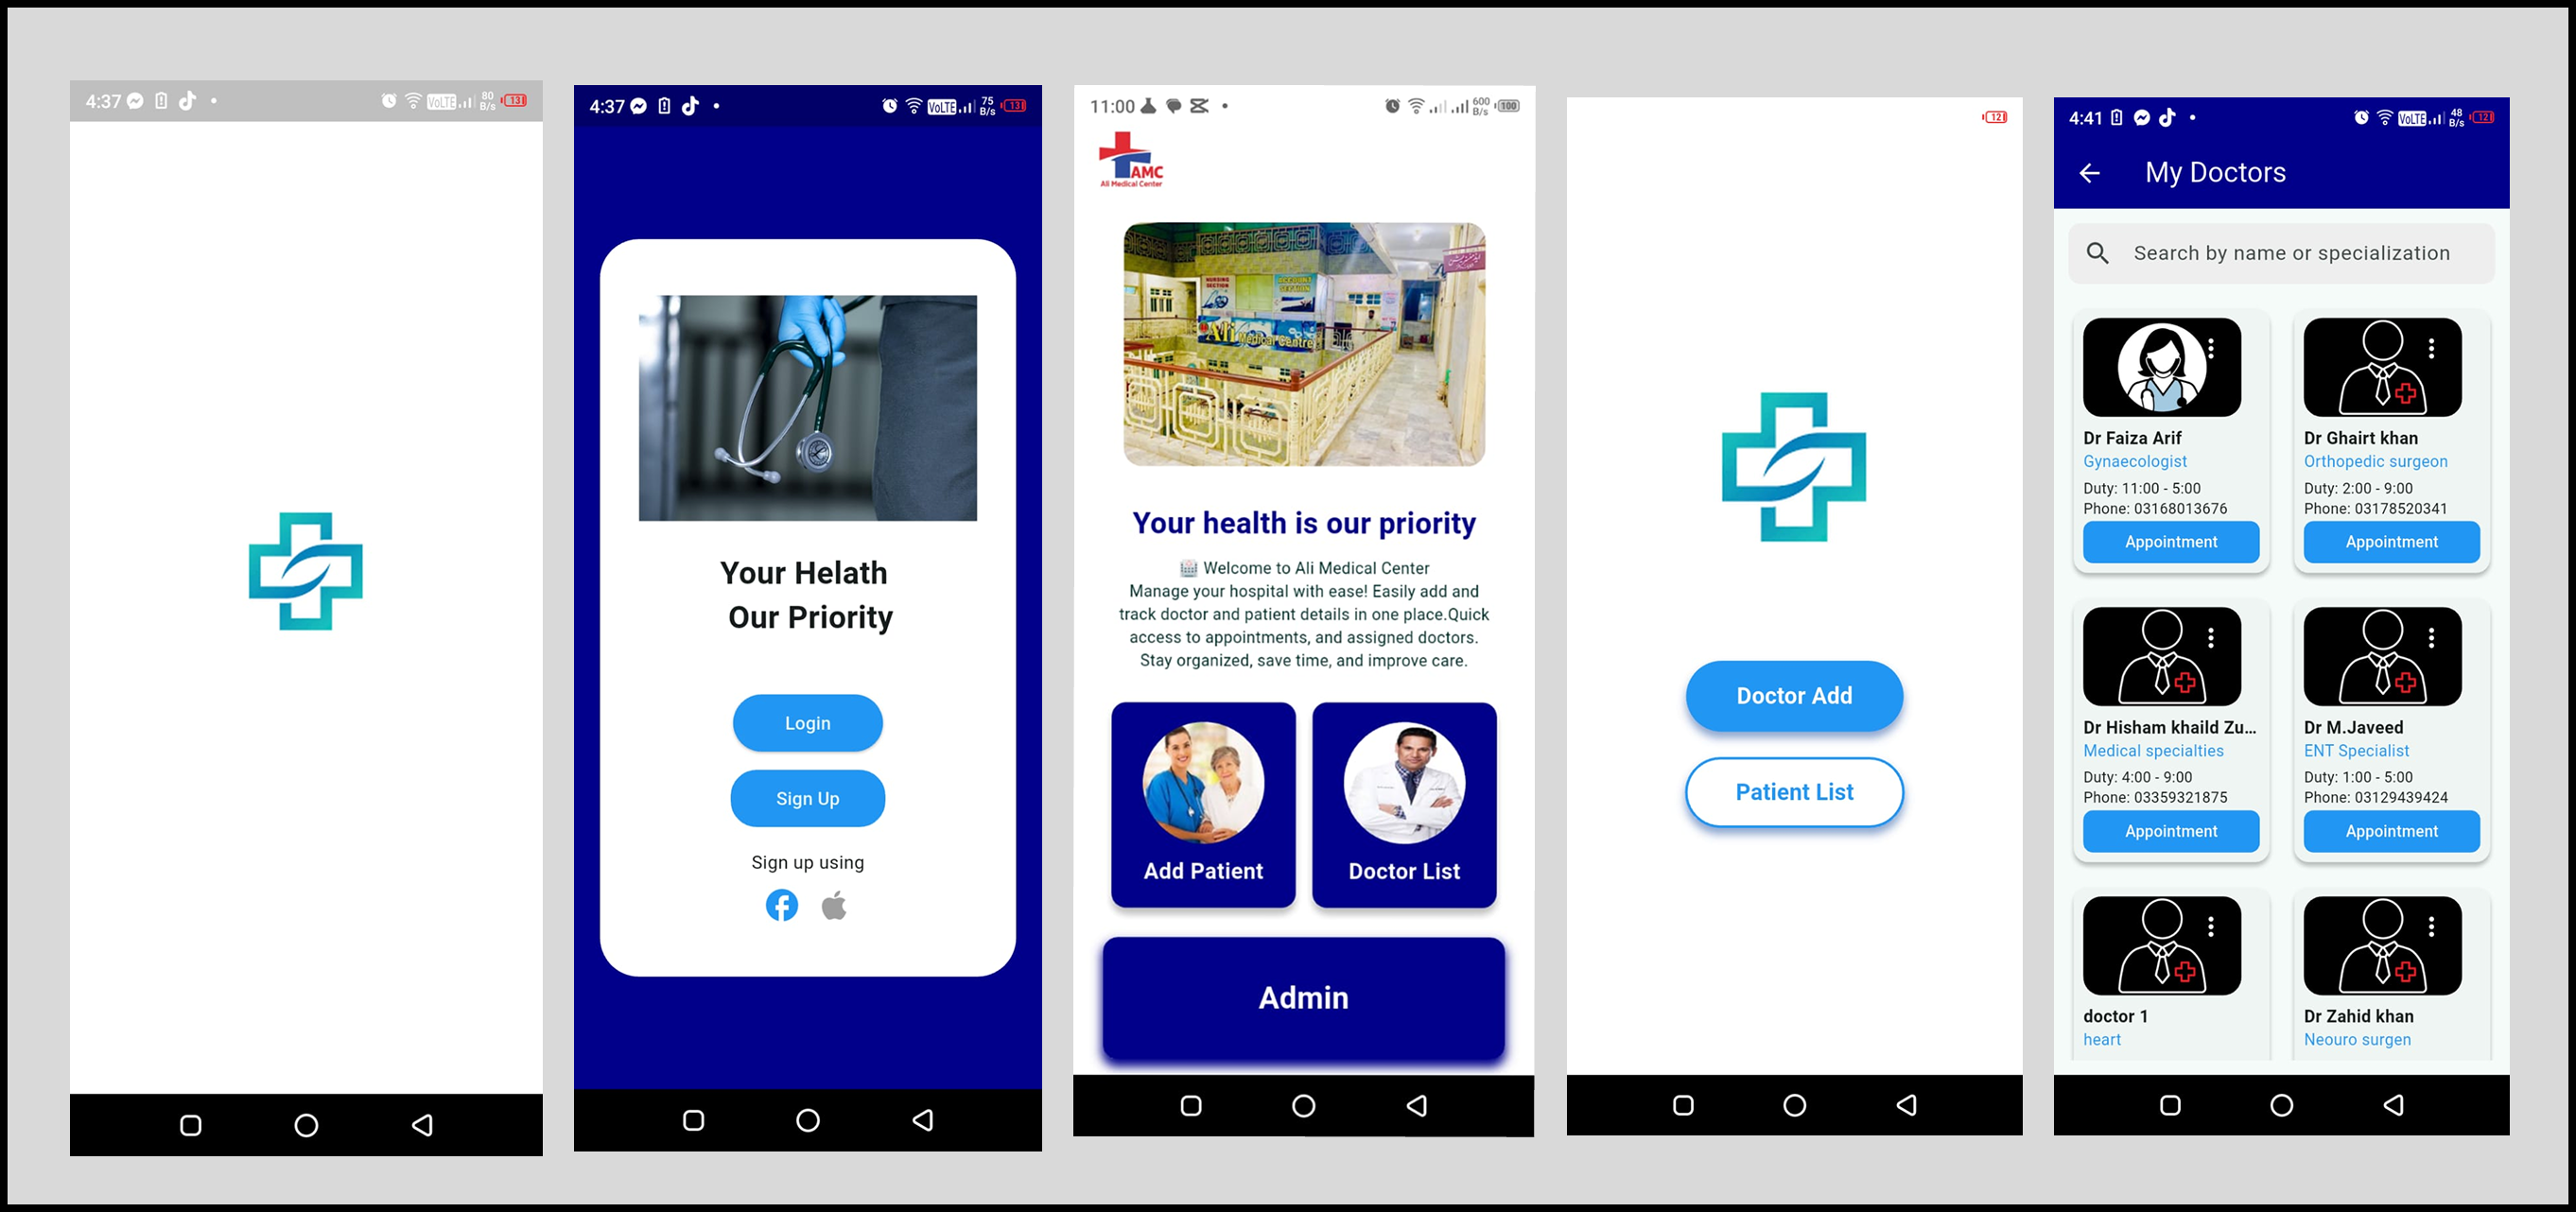 4:37
VoLTE
80
B/s
13
4:37
VoLTE
75
B/s
13
Your Helath
Our Priority
Login
Sign Up
Sign up using
11:00
600
B/s
100
AMC
Ali Medical Center
NURSING
SECTION
ACCOUNT
SECTION
Ali Medical Centre
Your health is our priority
🏥 Welcome to Ali Medical Center
Manage your hospital with ease! Easily add and
track doctor and patient details in one place.Quick
access to appointments, and assigned doctors.
Stay organized, save time, and improve care.
Add Patient
Doctor List
Admin
12
Doctor Add
Patient List
4:41
VoLTE
48
B/s
12
My Doctors
Search by name or specialization
Dr Faiza Arif
Gynaecologist
Duty: 11:00 - 5:00
Phone: 03168013676
Appointment
Dr Ghairt khan
Orthopedic surgeon
Duty: 2:00 - 9:00
Phone: 03178520341
Appointment
Dr Hisham khaild Zu...
Medical specialties
Duty: 4:00 - 9:00
Phone: 03359321875
Appointment
Dr M.Javeed
ENT Specialist
Duty: 1:00 - 5:00
Phone: 03129439424
Appointment
doctor 1
heart
Dr Zahid khan
Neouro surgen